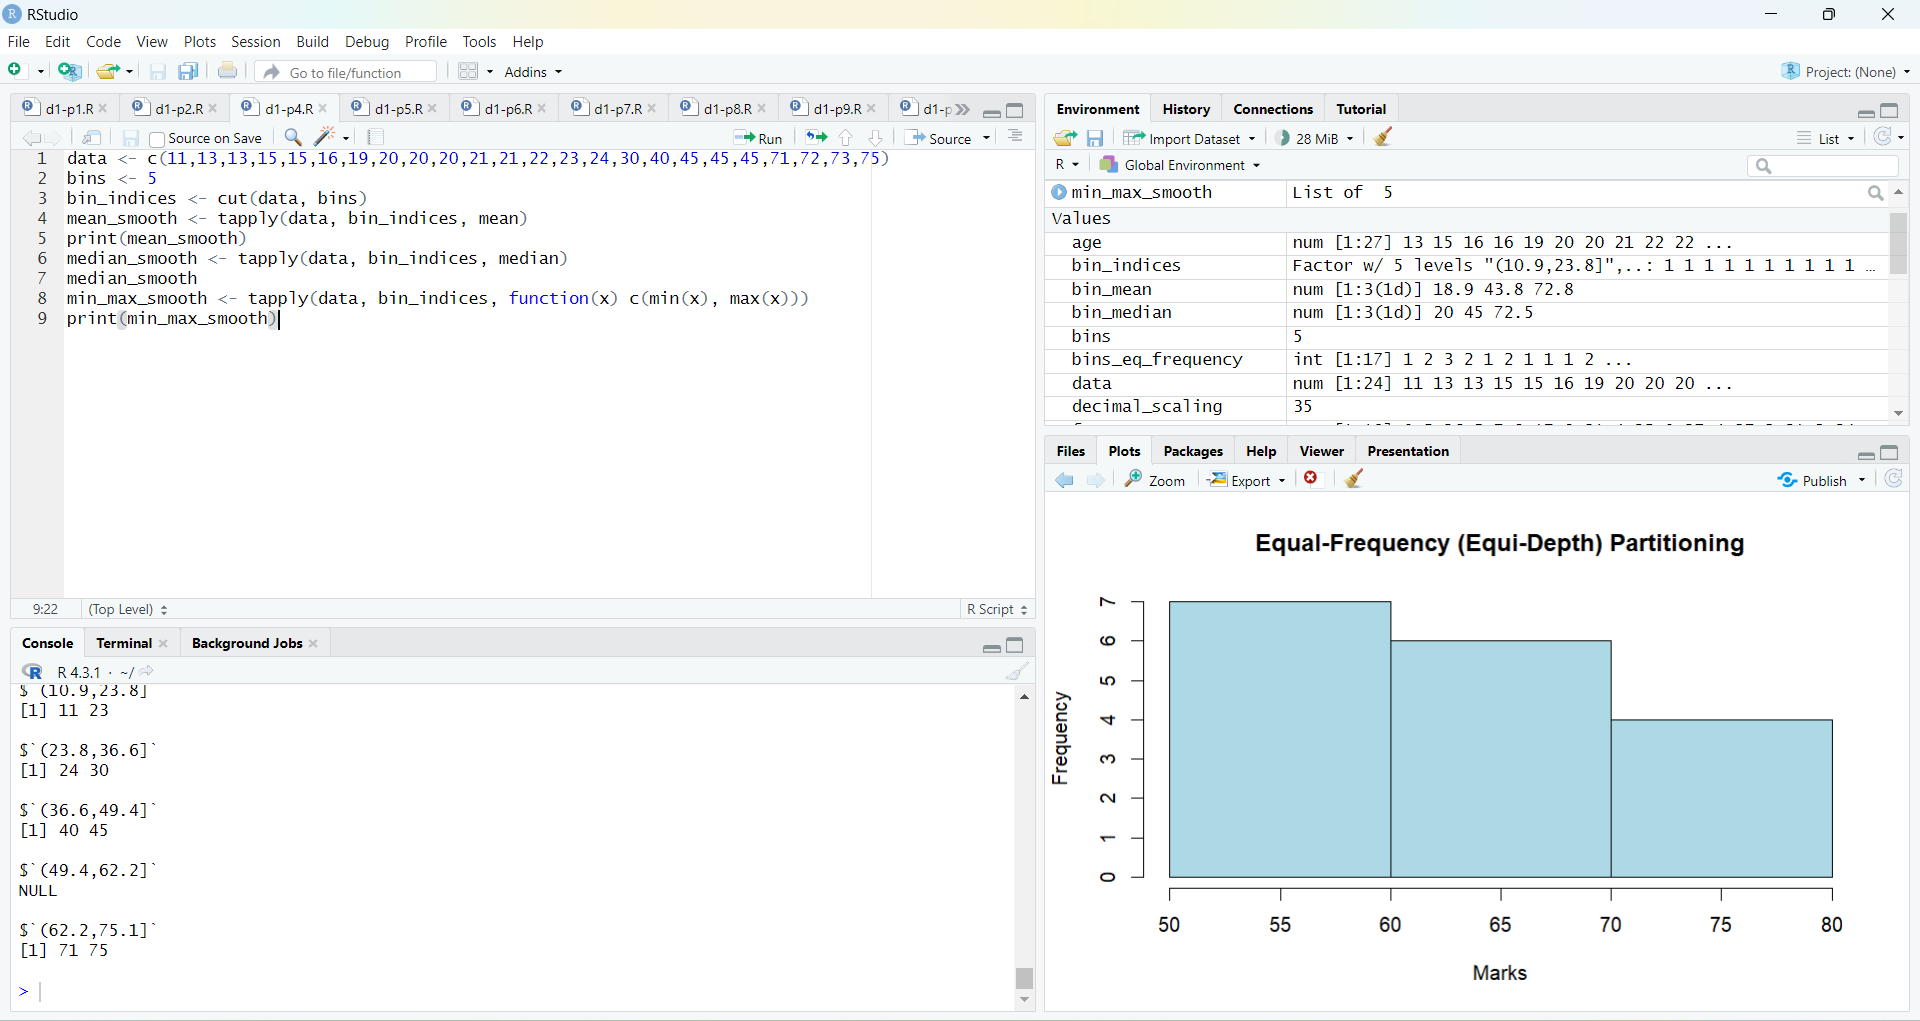 RStudio
File Edit Code View Plots Session Build Debug Profile Tools Help
Go to file/function Addins Project: (None)
d1-p1.R d1-p2.R d1-p4.R d1-p5.R d1-p6.R d1-p7.R d1-p8.R d1-p9.R d1-p
Source on Save Run Source
1 data <- c(11,13,13,15,15,16,19,20,20,20,21,21,22,23,24,30,40,45,45,45,71,72,73,75)
2 bins <- 5
3 bin_indices <- cut(data, bins)
4 mean_smooth <- tapply(data, bin_indices, mean)
5 print(mean_smooth)
6 median_smooth <- tapply(data, bin_indices, median)
7 median_smooth
8 min_max_smooth <- tapply(data, bin_indices, function(x) c(min(x), max(x)))
9 print(min_max_smooth)
9:22 (Top Level) R Script
Console Terminal Background Jobs
R 4.3.1 · ~/
$`(10.9,23.8]`
[1] 11 23
$`(23.8,36.6]`
[1] 24 30
$`(36.6,49.4]`
[1] 40 45
$`(49.4,62.2]`
NULL
$`(62.2,75.1]`
[1] 71 75
>
Environment History Connections Tutorial
Import Dataset 28 MiB List
R Global Environment
min_max_smooth List of 5
Values
age num [1:27] 13 15 16 16 19 20 20 21 22 22 ...
bin_indices Factor w/ 5 levels "(10.9,23.8]",..: 1 1 1 1 1 1 1 1 1 1 ...
bin_mean num [1:3(1d)] 18.9 43.8 72.8
bin_median num [1:3(1d)] 20 45 72.5
bins 5
bins_eq_frequency int [1:17] 1 2 3 2 1 2 1 1 1 2 ...
data num [1:24] 11 13 13 15 15 16 19 20 20 20 ...
decimal_scaling 35
Files Plots Packages Help Viewer Presentation
Zoom Export Publish
Equal-Frequency (Equi-Depth) Partitioning
Frequency
7
6
5
4
3
2
1
0
50 55 60 65 70 75 80
Marks